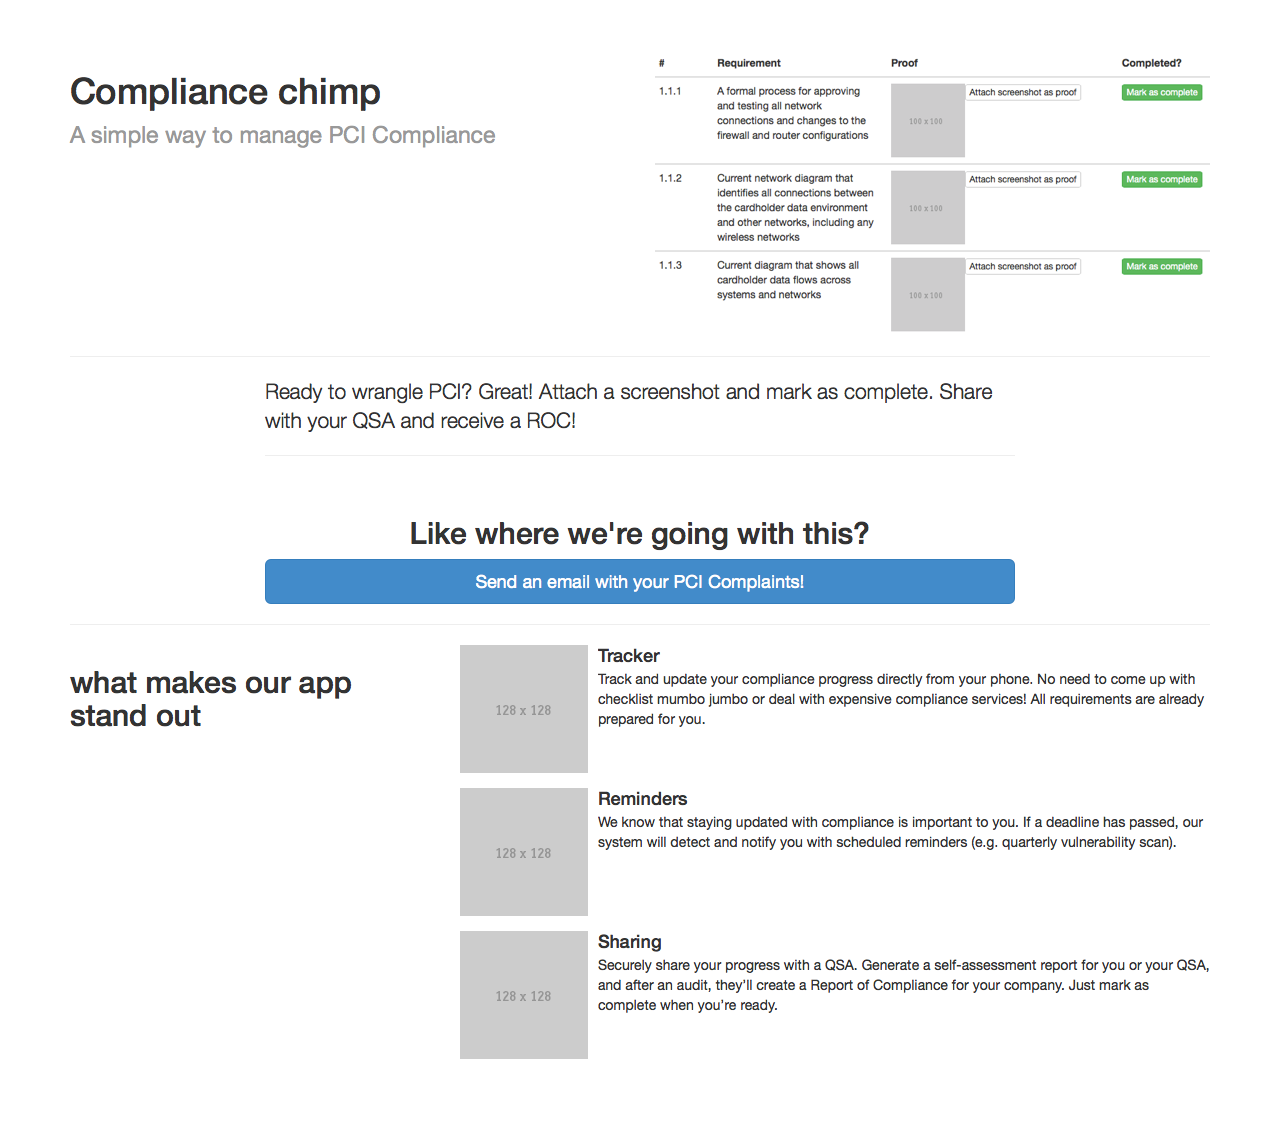 Compliance chimp
A simple way to manage PCI Compliance
# Requirement Proof Completed?
1.1.1 A formal process for approving Attach screenshot as proof Mark as complete
and testing all network
connections and changes to the
firewall and router configurations
100 x 100
1.1.2 Current network diagram that Attach screenshot as proof Mark as complete
identifies all connections between
the cardholder data environment
and other networks, including any
wireless networks
100 x 100
1.1.3 Current diagram that shows all Attach screenshot as proof Mark as complete
cardholder data flows across
systems and networks
100 x 100
Ready to wrangle PCI? Great! Attach a screenshot and mark as complete. Share
with your QSA and receive a ROC!
Like where we're going with this?
Send an email with your PCI Complaints!
what makes our app
stand out
128 x 128
Tracker
Track and update your compliance progress directly from your phone. No need to come up with
checklist mumbo jumbo or deal with expensive compliance services! All requirements are already
prepared for you.
128 x 128
Reminders
We know that staying updated with compliance is important to you. If a deadline has passed, our
system will detect and notify you with scheduled reminders (e.g. quarterly vulnerability scan).
128 x 128
Sharing
Securely share your progress with a QSA. Generate a self-assessment report for you or your QSA,
and after an audit, they'll create a Report of Compliance for your company. Just mark as
complete when you're ready.